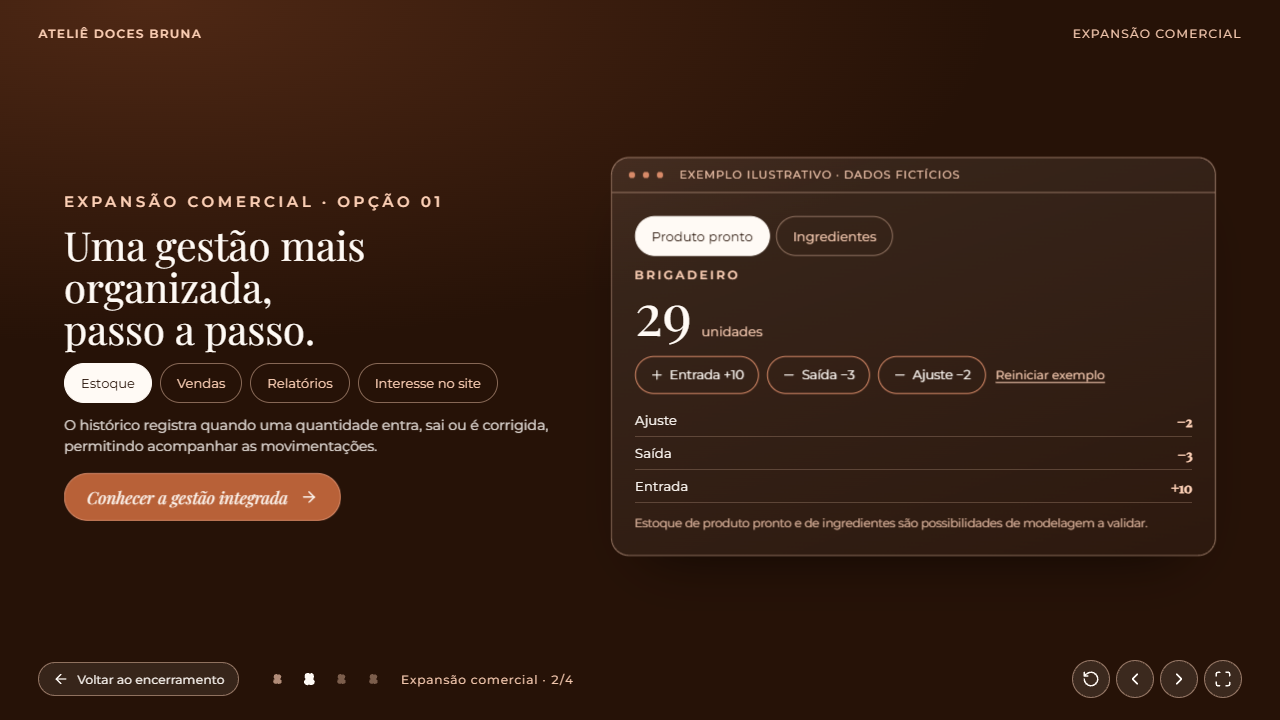 ATELIÊ DOCES BRUNA
EXPANSÃO COMERCIAL
EXPANSÃO COMERCIAL · OPÇÃO 01
Uma gestão mais
organizada,
passo a passo.
Estoque
Vendas
Relatórios
Interesse no site
O histórico registra quando uma quantidade entra, sai ou é corrigida,
permitindo acompanhar as movimentações.
Conhecer a gestão integrada →
EXEMPLO ILUSTRATIVO · DADOS FICTÍCIOS
Produto pronto
Ingredientes
BRIGADEIRO
29 unidades
+ Entrada +10
− Saída −3
− Ajuste −2
Reiniciar exemplo
Ajuste −2
Saída −3
Entrada +10
Estoque de produto pronto e de ingredientes são possibilidades de modelagem a validar.
← Voltar ao encerramento
Expansão comercial · 2/4